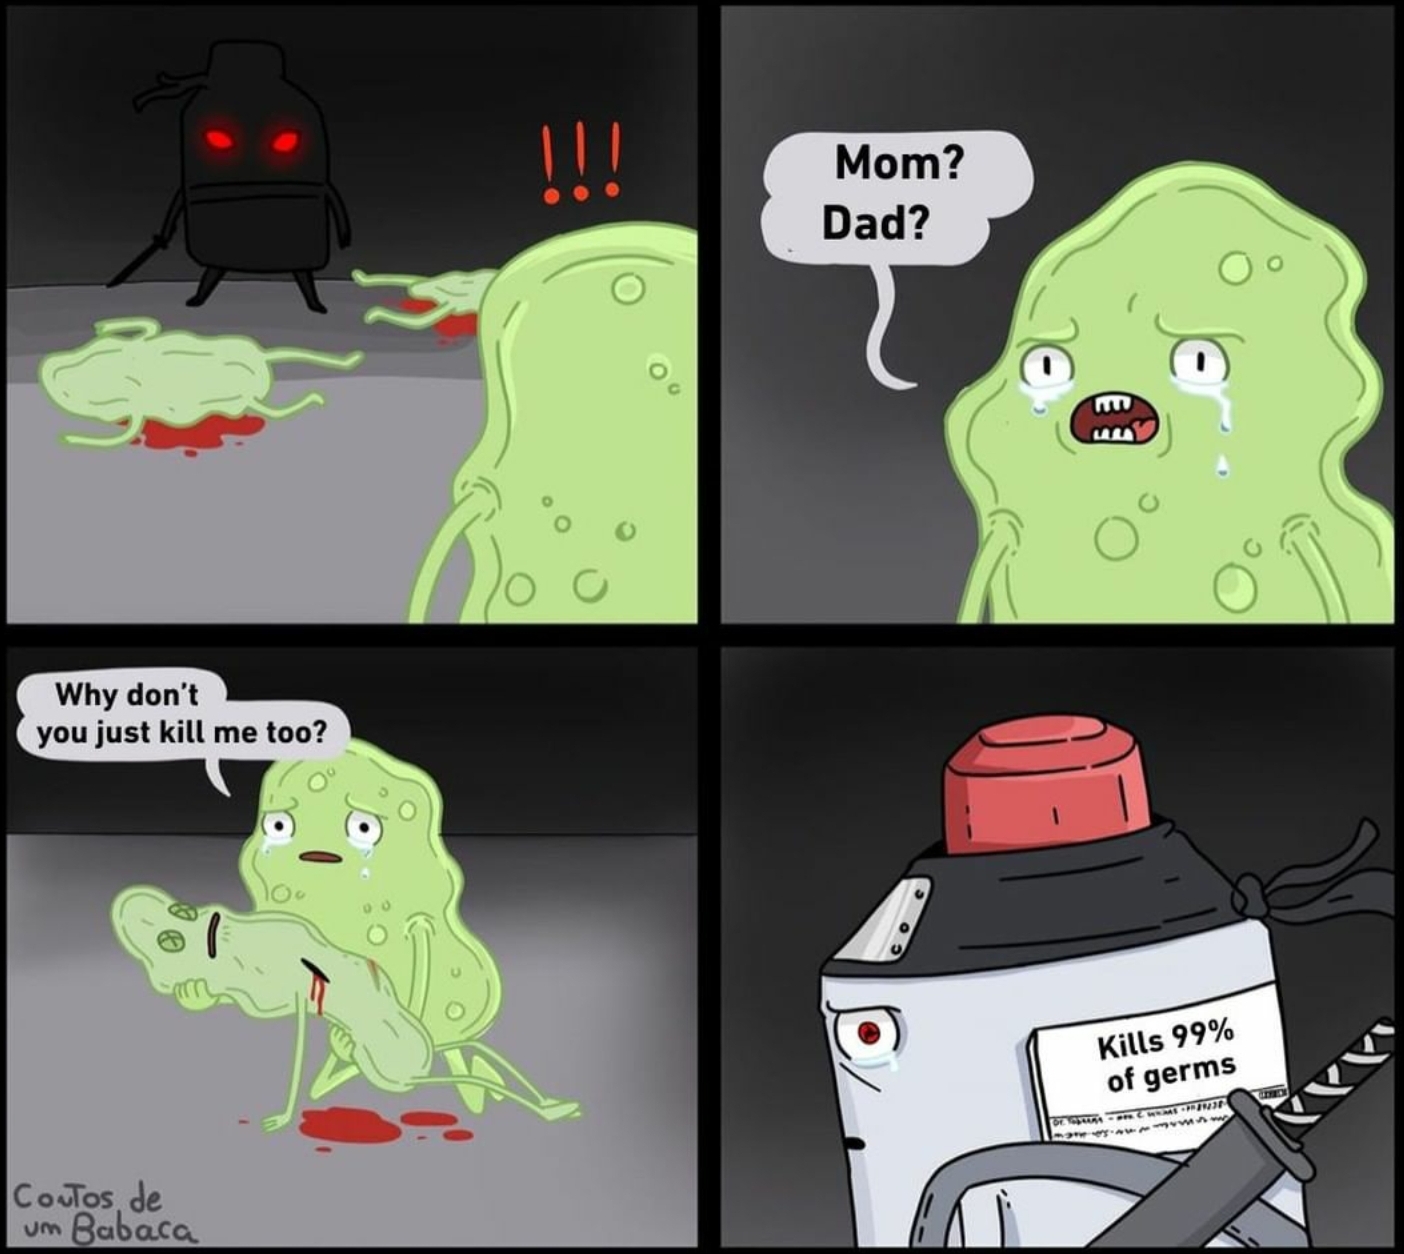 !!!
Mom?
Dad?
Why don't
you just kill me too?
Contos de
um Babaca
Kills 99%
of germs